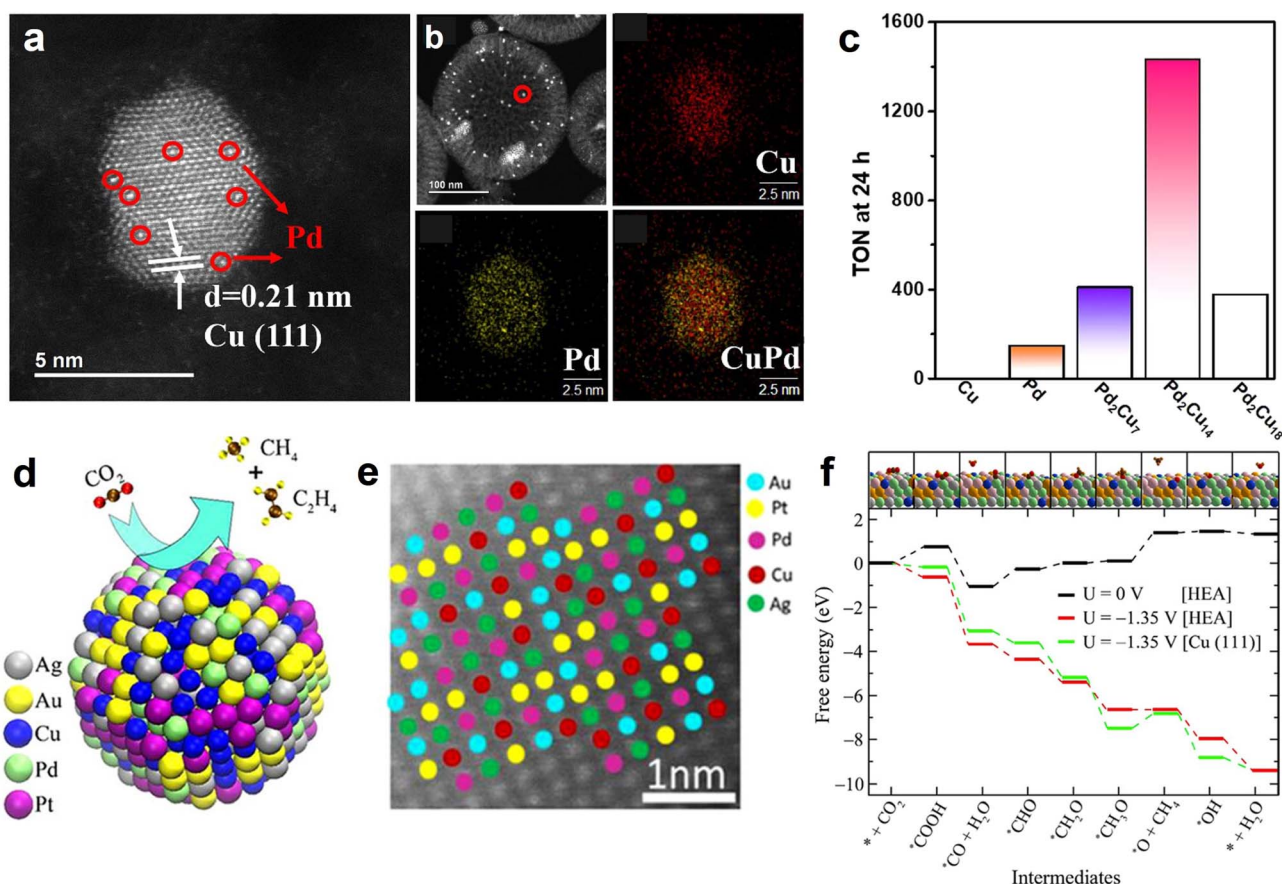 a
Pd
d=0.21 nm
Cu (111)
5 nm
b
100 nm
Cu
2.5 nm
Pd
2.5 nm
CuPd
2.5 nm
c
TON at 24 h
1600
1200
800
400
0
Cu
Pd
Pd₂Cu₇
Pd₂Cu₁₄
Pd₂Cu₁₈
d
CO₂
CH₄
+
C₂H₄
Ag
Au
Cu
Pd
Pt
e
Au
Pt
Pd
Cu
Ag
1nm
f
Free energy (eV)
2
0
−2
−4
−6
−8
−10
U = 0 V [HEA]
U = −1.35 V [HEA]
U = −1.35 V [Cu (111)]
* + CO₂
*COOH
*CO + H₂O
*CHO
*CH₂O
*CH₃O
*O + CH₄
*OH
* + H₂O
Intermediates